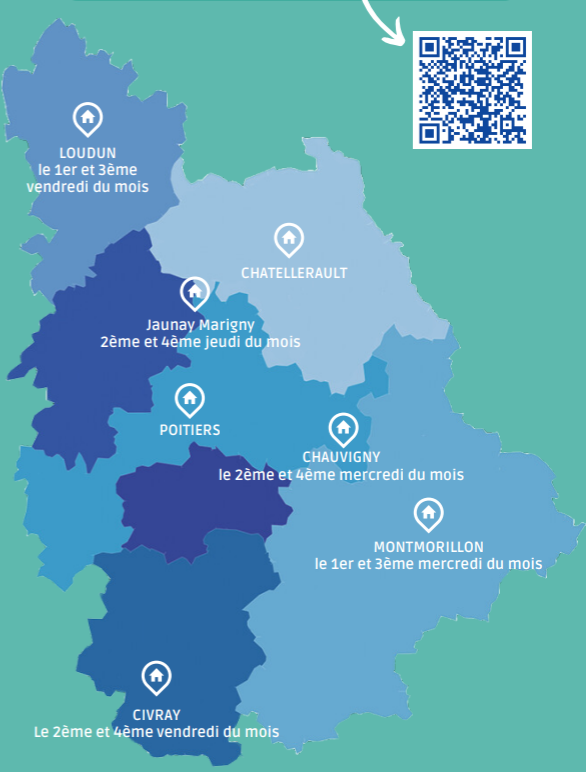 LOUDUN
le 1er et 3ème
vendredi du mois
CHATELLERAULT
Jaunay Marigny
2ème et 4ème jeudi du mois
POITIERS
CHAUVIGNY
le 2ème et 4ème mercredi du mois
MONTMORILLON
le 1er et 3ème mercredi du mois
CIVRAY
Le 2ème et 4ème vendredi du mois